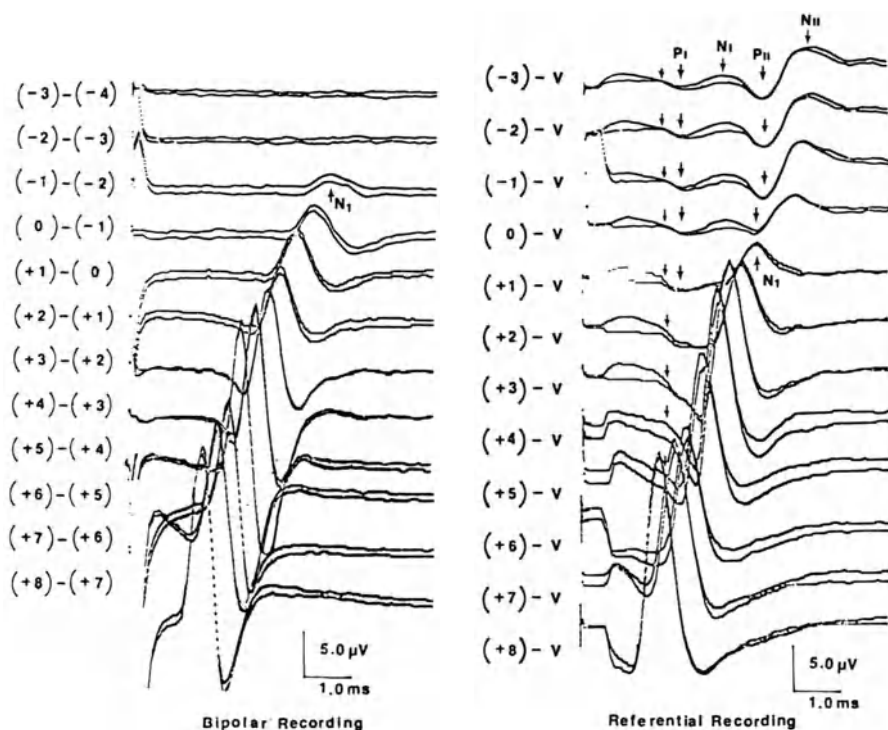 (-3)-(-4)
(-2)-(-3)
(-1)-(-2)
N1
(0)-(-1)
(+1)-(0)
(+2)-(+1)
(+3)-(+2)
(+4)-(+3)
(+5)-(+4)
(+6)-(+5)
(+7)-(+6)
(+8)-(+7)
5.0 μV
1.0 ms
Bipolar Recording
PI NI PII NII
(-3)-V
(-2)-V
(-1)-V
(0)-V
(+1)-V
N1
(+2)-V
(+3)-V
(+4)-V
(+5)-V
(+6)-V
(+7)-V
(+8)-V
5.0 μV
1.0 ms
Referential Recording